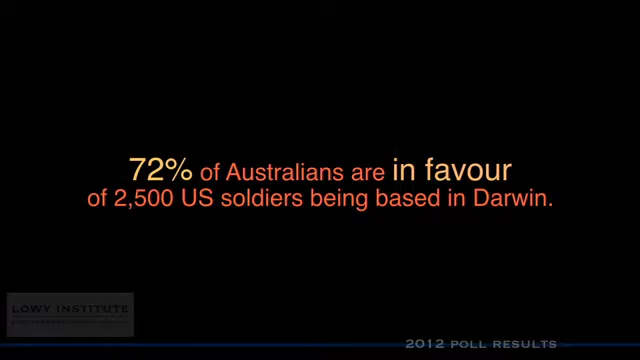 72% of Australians are in favour
of 2,500 US soldiers being based in Darwin.
LOWY INSTITUTE
2012 POLL RESULTS